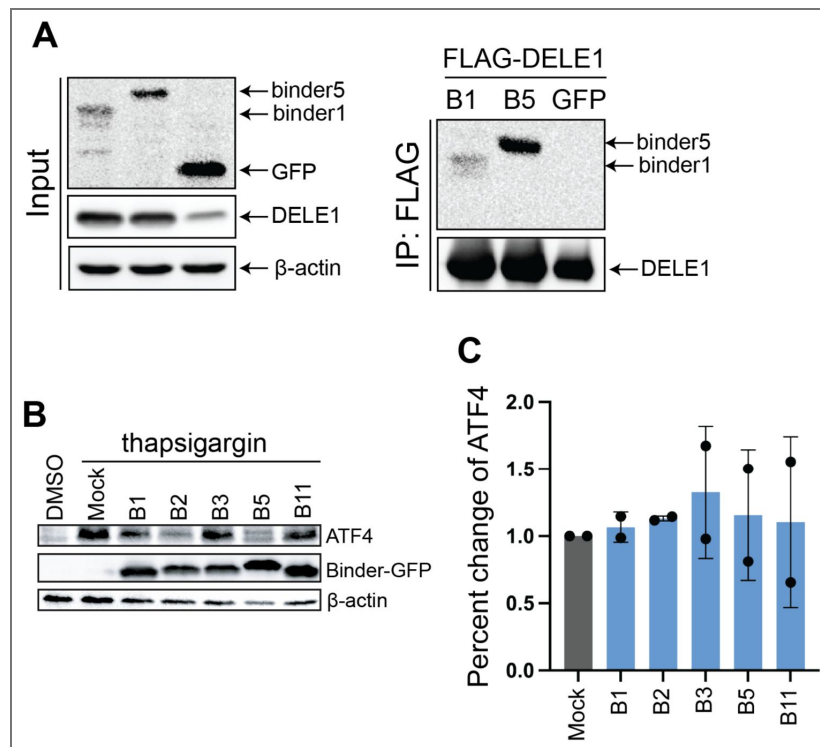 A
Input
binder5
binder1
GFP
DELE1
β-actin
FLAG-DELE1
B1 B5 GFP
IP: FLAG
binder5
binder1
DELE1
B
thapsigargin
DMSO Mock B1 B2 B3 B5 B11
ATF4
Binder-GFP
β-actin
C
Percent change of ATF4
2.0
1.5
1.0
0.5
0.0
Mock B1 B2 B3 B5 B11